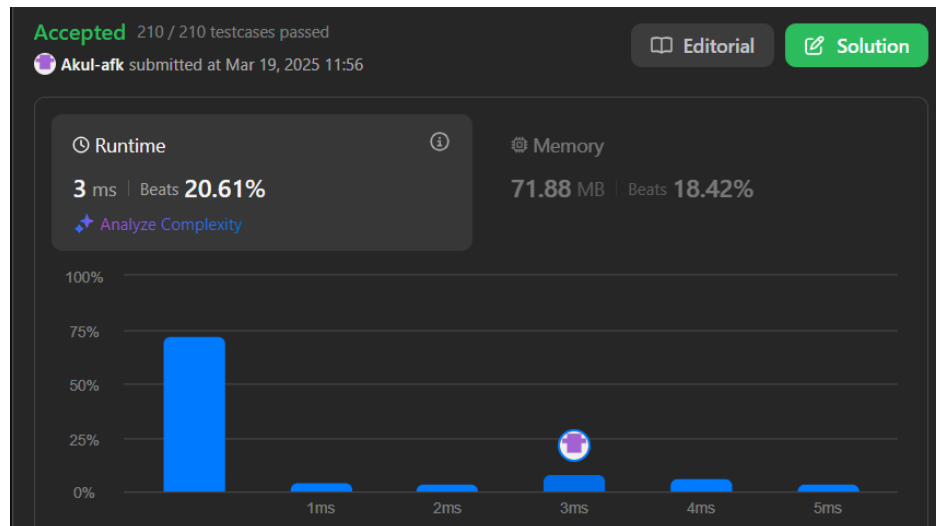 Accepted 210 / 210 testcases passed
Editorial
Solution
Akul-afk submitted at Mar 19, 2025 11:56
Runtime
3 ms | Beats 20.61%
Analyze Complexity
Memory
71.88 MB | Beats 18.42%
100%
75%
50%
25%
0%
1ms 2ms 3ms 4ms 5ms